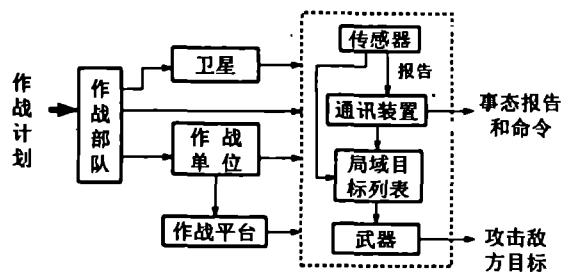 作战计划
作战部队
卫星
作战
单位
作战平台
传感器
报告
通讯装置
局域目
标列表
武器
事态报告
和命令
攻击敌
方目标